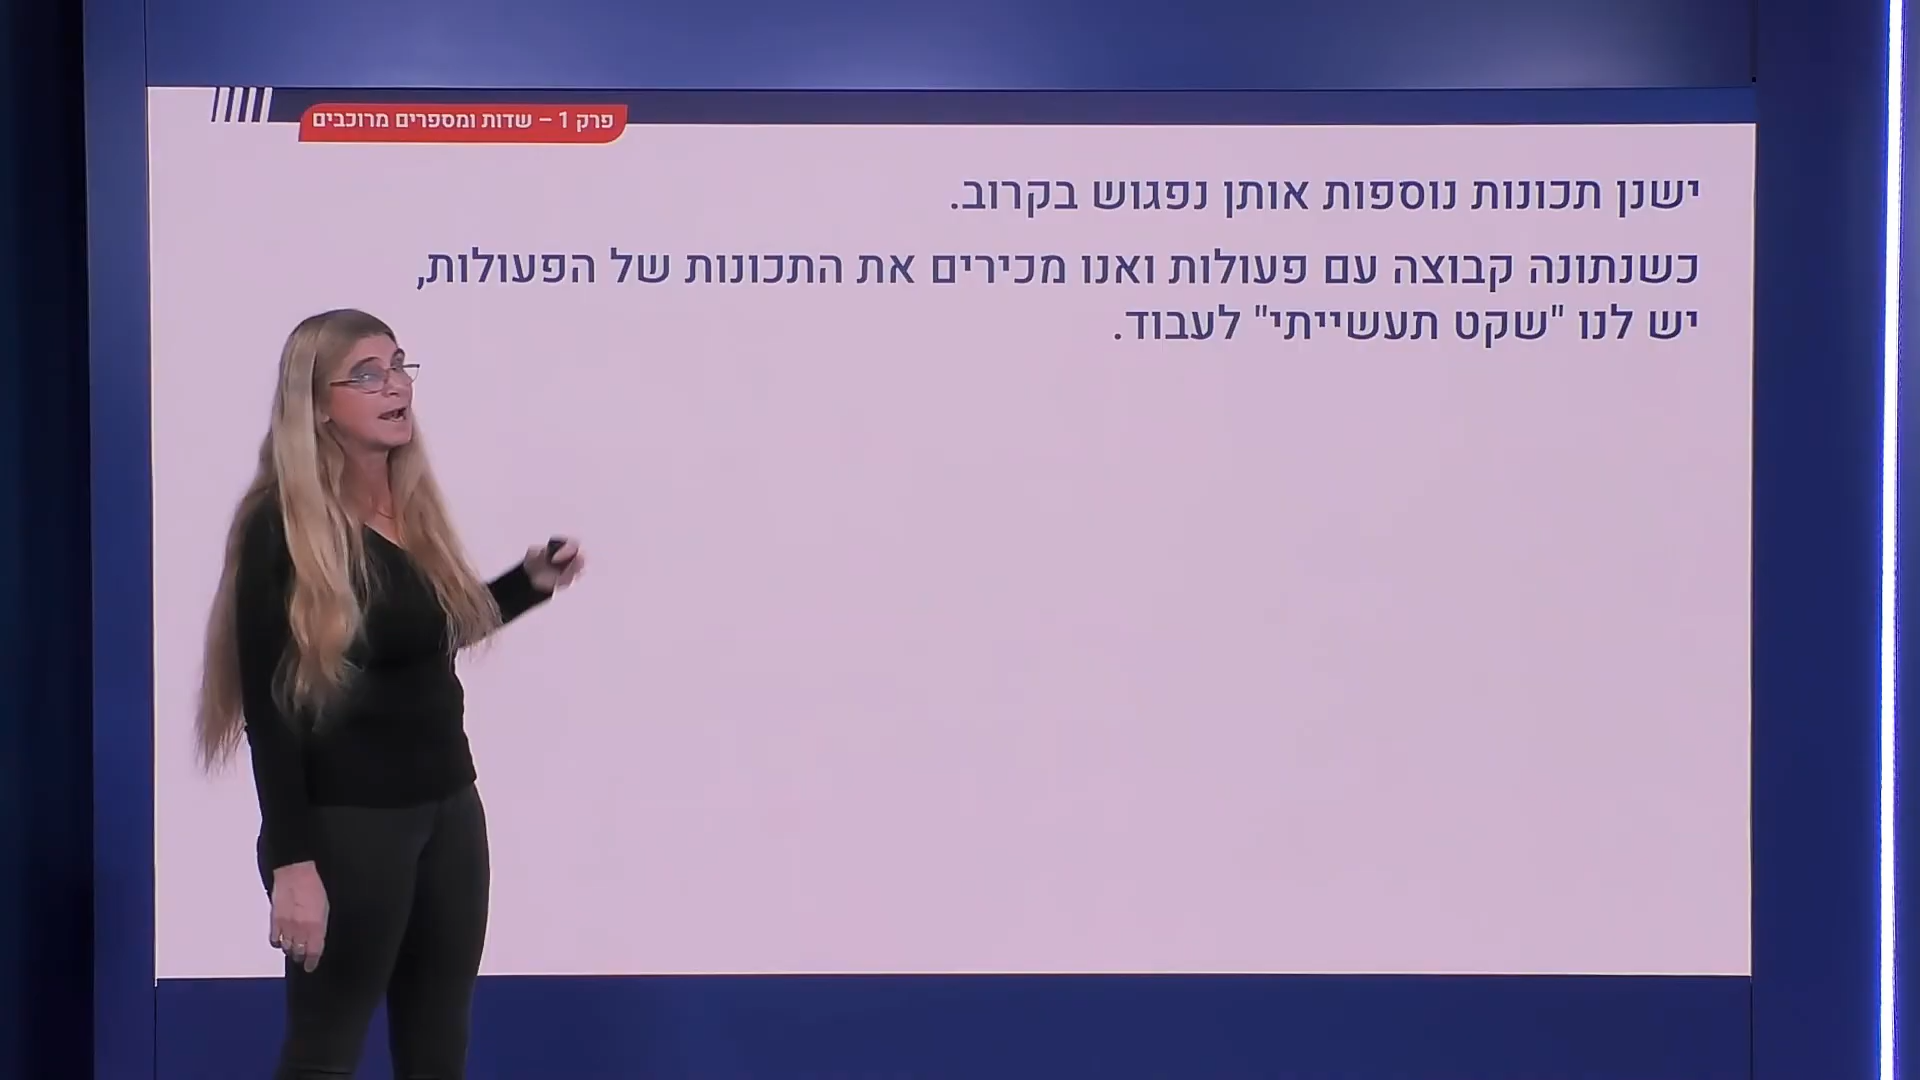 פרק 1 – שדות ומספרים מרוכבים
ישנן תכונות נוספות אותן נפגוש בקרוב.
כשנתונה קבוצה עם פעולות ואנו מכירים את התכונות של הפעולות,
יש לנו "שקט תעשייתי" לעבוד.